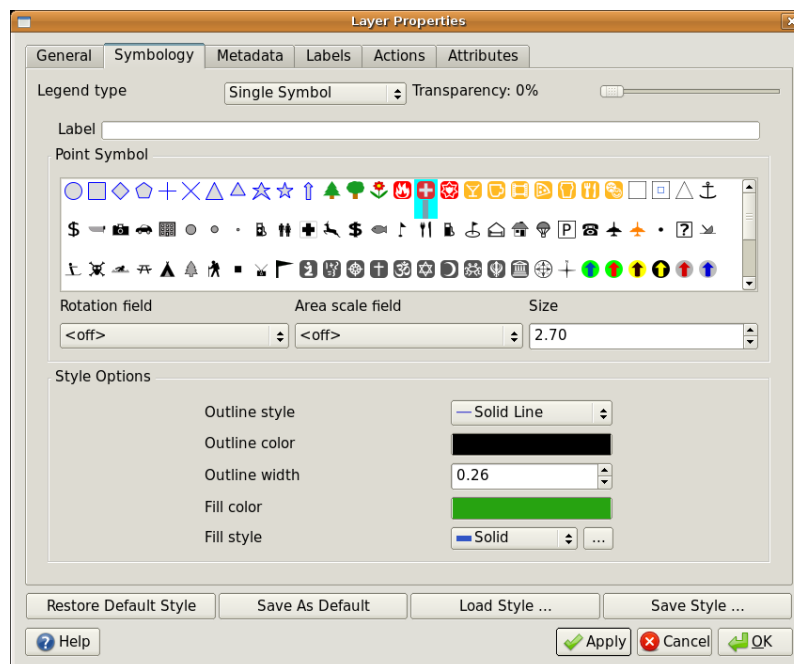 Layer Properties
General Symbology Metadata Labels Actions Attributes
Legend type Single Symbol Transparency: 0%
Label
Point Symbol
Rotation field Area scale field Size
<off> <off> 2.70
Style Options
Outline style Solid Line
Outline color
Outline width 0.26
Fill color
Fill style Solid ...
Restore Default Style Save As Default Load Style ... Save Style ...
Help Apply Cancel OK